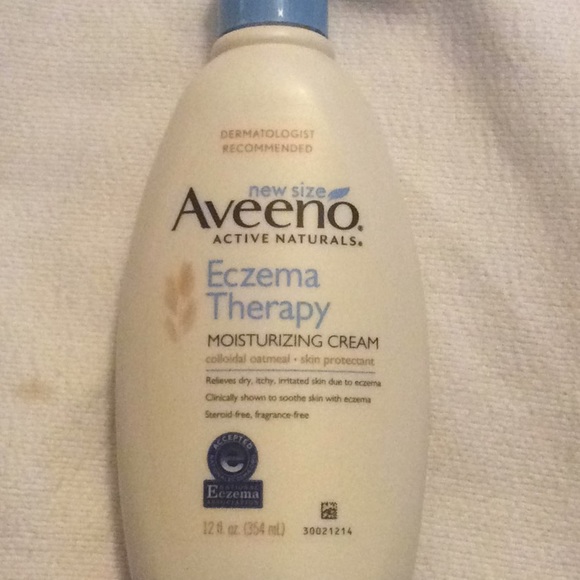 DERMATOLOGIST
RECOMMENDED
new size
Aveeno®
ACTIVE NATURALS®
Eczema
Therapy
MOISTURIZING CREAM
colloidal oatmeal • skin protectant
Relieves dry, itchy, irritated skin due to eczema
Clinically shown to soothe skin with eczema
Steroid-free, fragrance-free
ACCEPTED
NATIONAL
Eczema
ASSOCIATION
12 fl. oz. (354 mL)
30021214